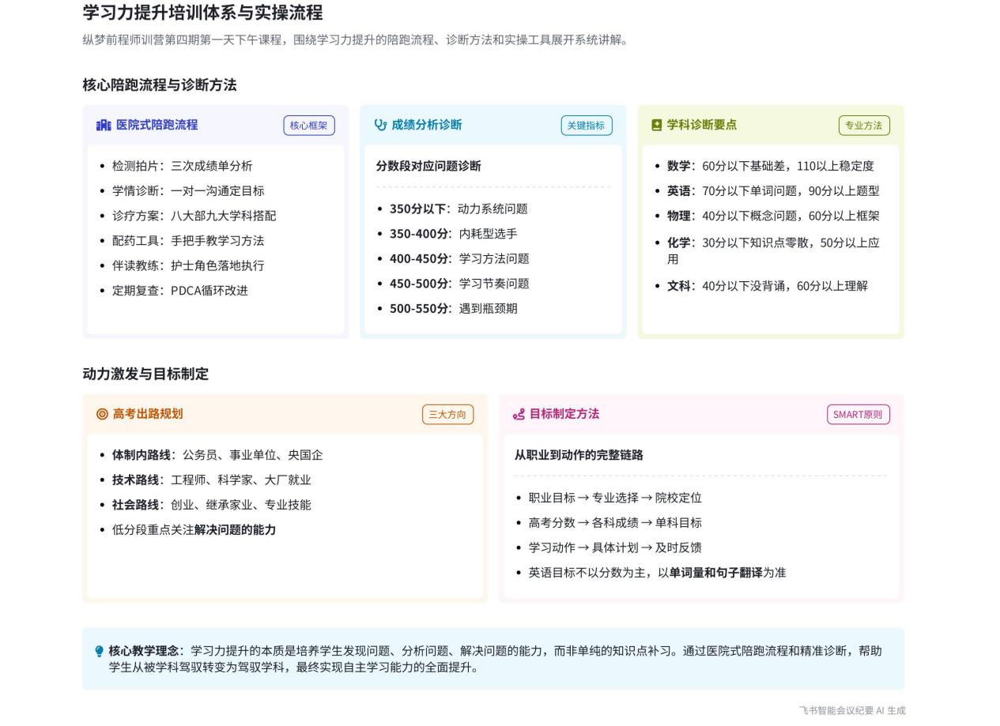 学习力提升培训体系与实操流程
纵梦前程师训营第四期第一天下午课程，围绕学习力提升的陪跑流程、诊断方法和实操工具展开系统讲解。
核心陪跑流程与诊断方法
医院式陪跑流程
核心框架
检测拍片：三次成绩单分析
学情诊断：一对一沟通定目标
诊疗方案：八大部九大学科搭配
配药工具：手把手教学习方法
伴读教练：护士角色落地执行
定期复查：PDCA循环改进
成绩分析诊断
关键指标
分数段对应问题诊断
350分以下：动力系统问题
350-400分：内耗型选手
400-450分：学习方法问题
450-500分：学习节奏问题
500-550分：遇到瓶颈期
学科诊断要点
专业方法
数学：60分以下基础差，110以上稳定度
英语：70分以下单词问题，90分以上题型
物理：40分以下概念问题，60分以上框架
化学：30分以下知识点零散，50分以上应
用
文科：40分以下没背诵，60分以上理解
动力激发与目标制定
高考出路规划
三大方向
体制内路线：公务员、事业单位、央国企
技术路线：工程师、科学家、大厂就业
社会路线：创业、继承家业、专业技能
低分段重点关注解决问题的能力
目标制定方法
SMART原则
从职业到动作的完整链路
职业目标→专业选择→院校定位
高考分数→各科成绩→单科目标
学习动作→具体计划→及时反馈
英语目标不以分数为主，以单词量和句子翻译为准
核心教学理念：学习力提升的本质是培养学生发现问题、分析问题、解决问题的能力，而非单纯的知识点补习。通过医院式陪跑流程和精准诊断，帮助
学生从被学科驾驭转变为驾驭学科，最终实现自主学习能力的全面提升。
飞书智能会议纪要 AI 生成